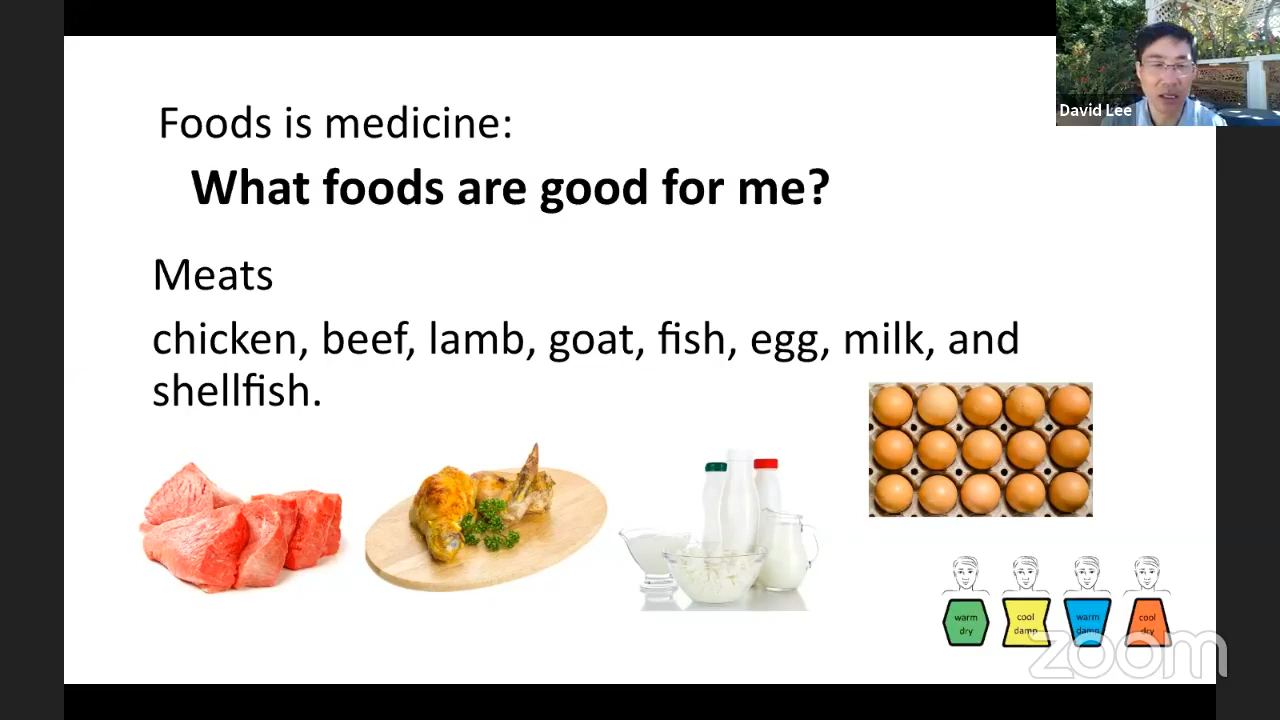 David Lee
Foods is medicine:
What foods are good for me?
Meats
chicken, beef, lamb, goat, fish, egg, milk, and
shellfish.
warm
dry
cool
damp
warm
damp
cool
dry
zoom